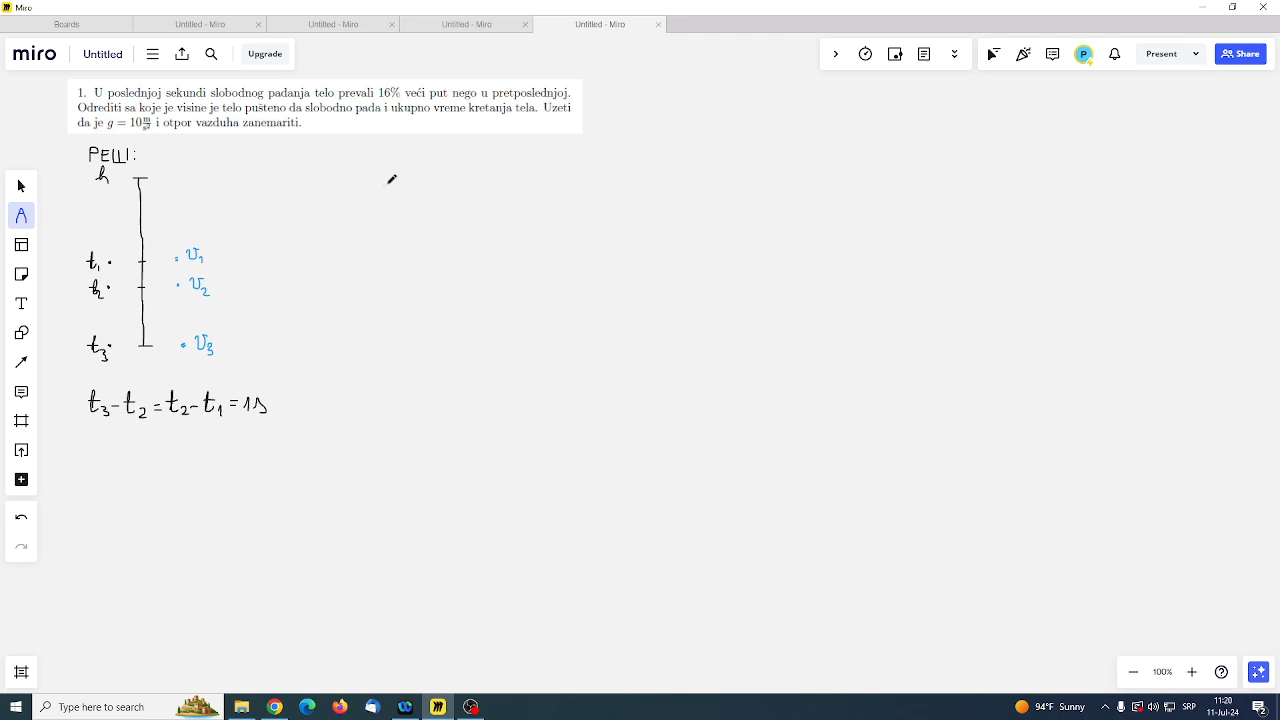 Miro
Boards
Untitled - Miro
Untitled - Miro
Untitled - Miro
Untitled - Miro
miro
Untitled
Upgrade
Present
Share
1. U poslednjoj sekundi slobodnog padanja telo prevali 16% veći put nego u pretposlednjoj.
Odrediti sa koje je visine je telo pušteno da slobodno pada i ukupno vreme kretanja tela. Uzeti
da je g = 10 m/s² i otpor vazduha zanemariti.
РЕШ:
h
t₁
v₁
t₂
v₂
t₃
v₃
t₃-t₂=t₂-t₁=1s
100%
Type here to search
94°F Sunny
SRP
11:20
11-Jul-24
2